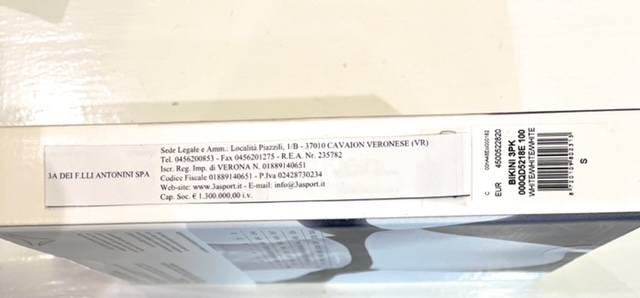 3A DEI F.LLI ANTONINI SPA
Sede Legale e Amm.: Località Piazzili, 1/B - 37010 CAVAION VERONESE (VR)
Tel. 0456200853 - Fax 0456201275 - R.E.A. Nr. 235782
Iscr. Reg. Imp. di VERONA N. 01889140651
Codice Fiscale 01889140651 - P.Iva 02428730234
Web-site: www.3asport.it - E-mail: info@3asport.it
Cap. Soc. € 1.300.000,00 i.v.
C
EUR 4500522820
BIKINI 3PK
000QD5218E 100
WHITE/WHITE/WHITE
S